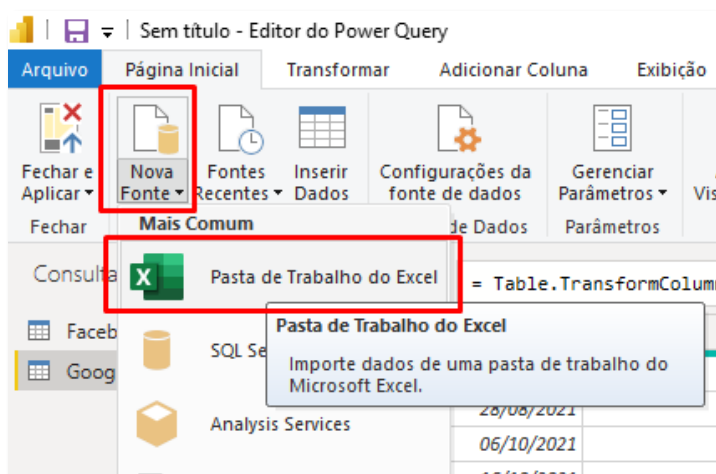 Sem título - Editor do Power Query
Arquivo Página Inicial Transformar Adicionar Coluna Exibição
Fechar e Aplicar
Nova Fonte
Fontes Recentes
Inserir Dados
Configurações da fonte de dados
Gerenciar Parâmetros
Fechar
de Dados
Parâmetros
Mais Comum
Pasta de Trabalho do Excel
= Table.TransformColum
Pasta de Trabalho do Excel
Importe dados de uma pasta de trabalho do
Microsoft Excel.
Consulta
Faceb
Goog
SQL Se
Analysis Services
28/08/2021
06/10/2021